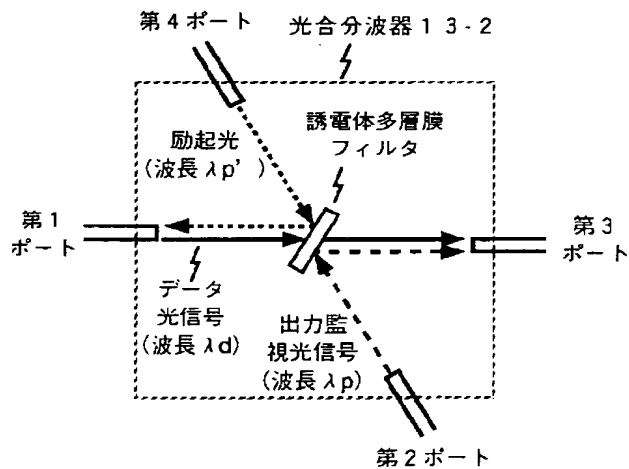 第4ポート
光合分波器13-2
励起光
(波長λp')
誘電体多層膜
フィルタ
第1
ポート
第3
ポート
データ
光信号
(波長λd)
出力監
視光信号
(波長λp)
第2ポート